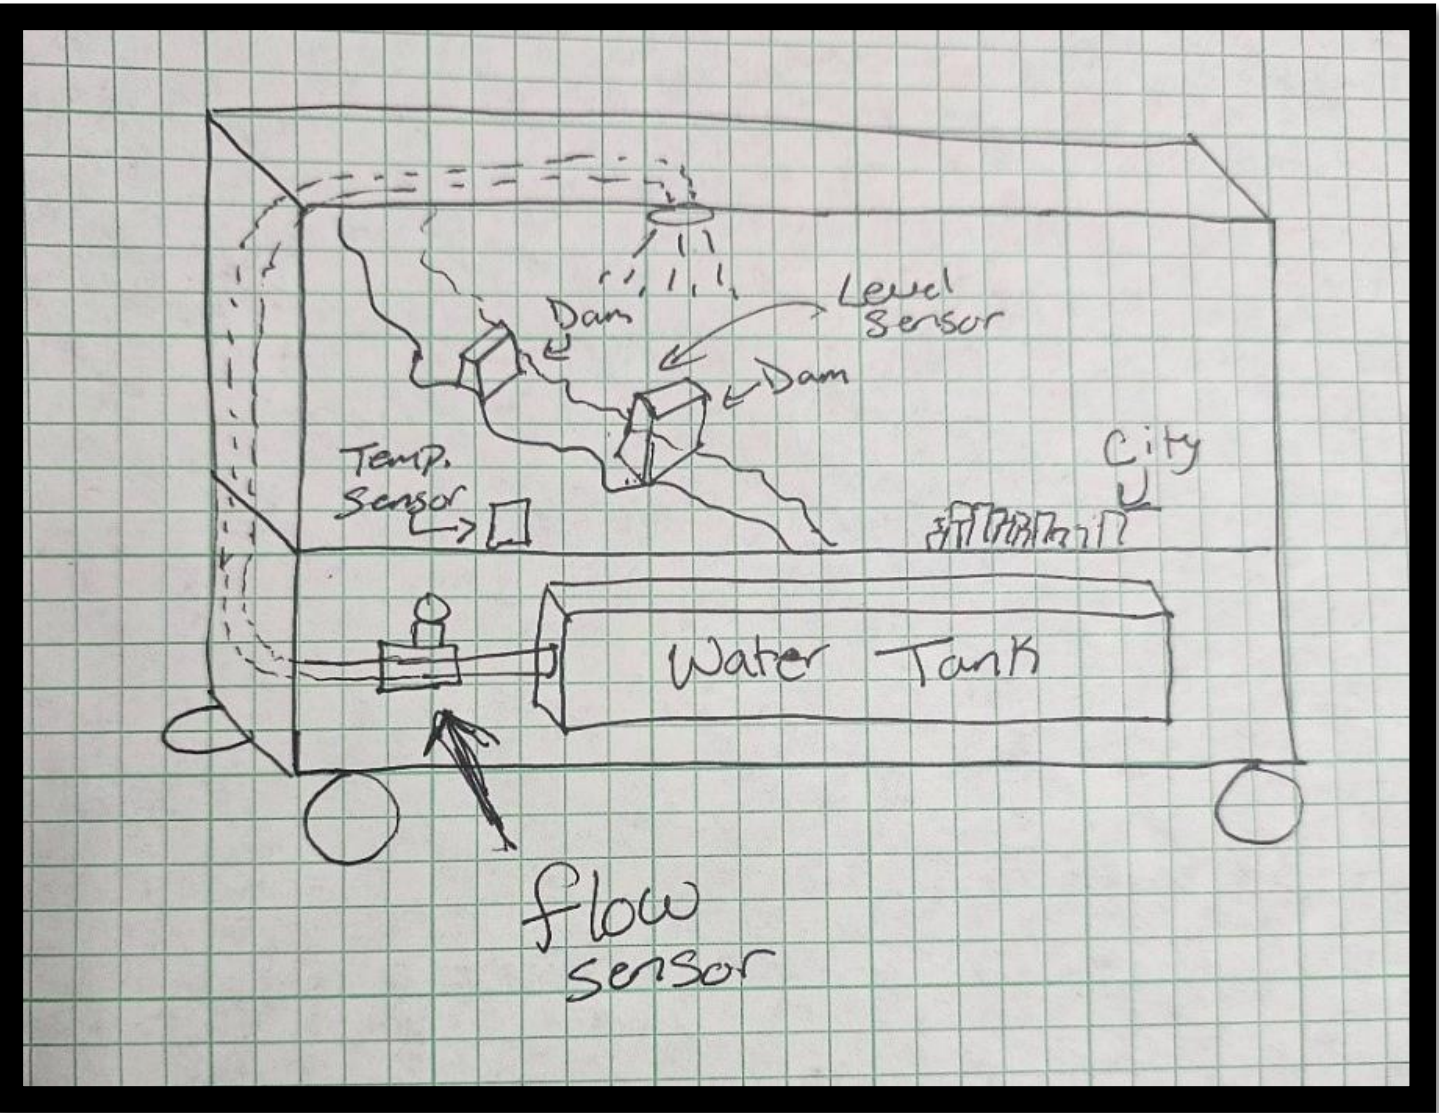 Dam
Level
Sensor
Dam
City
Temp.
Sensor
Water Tank
flow
sensor